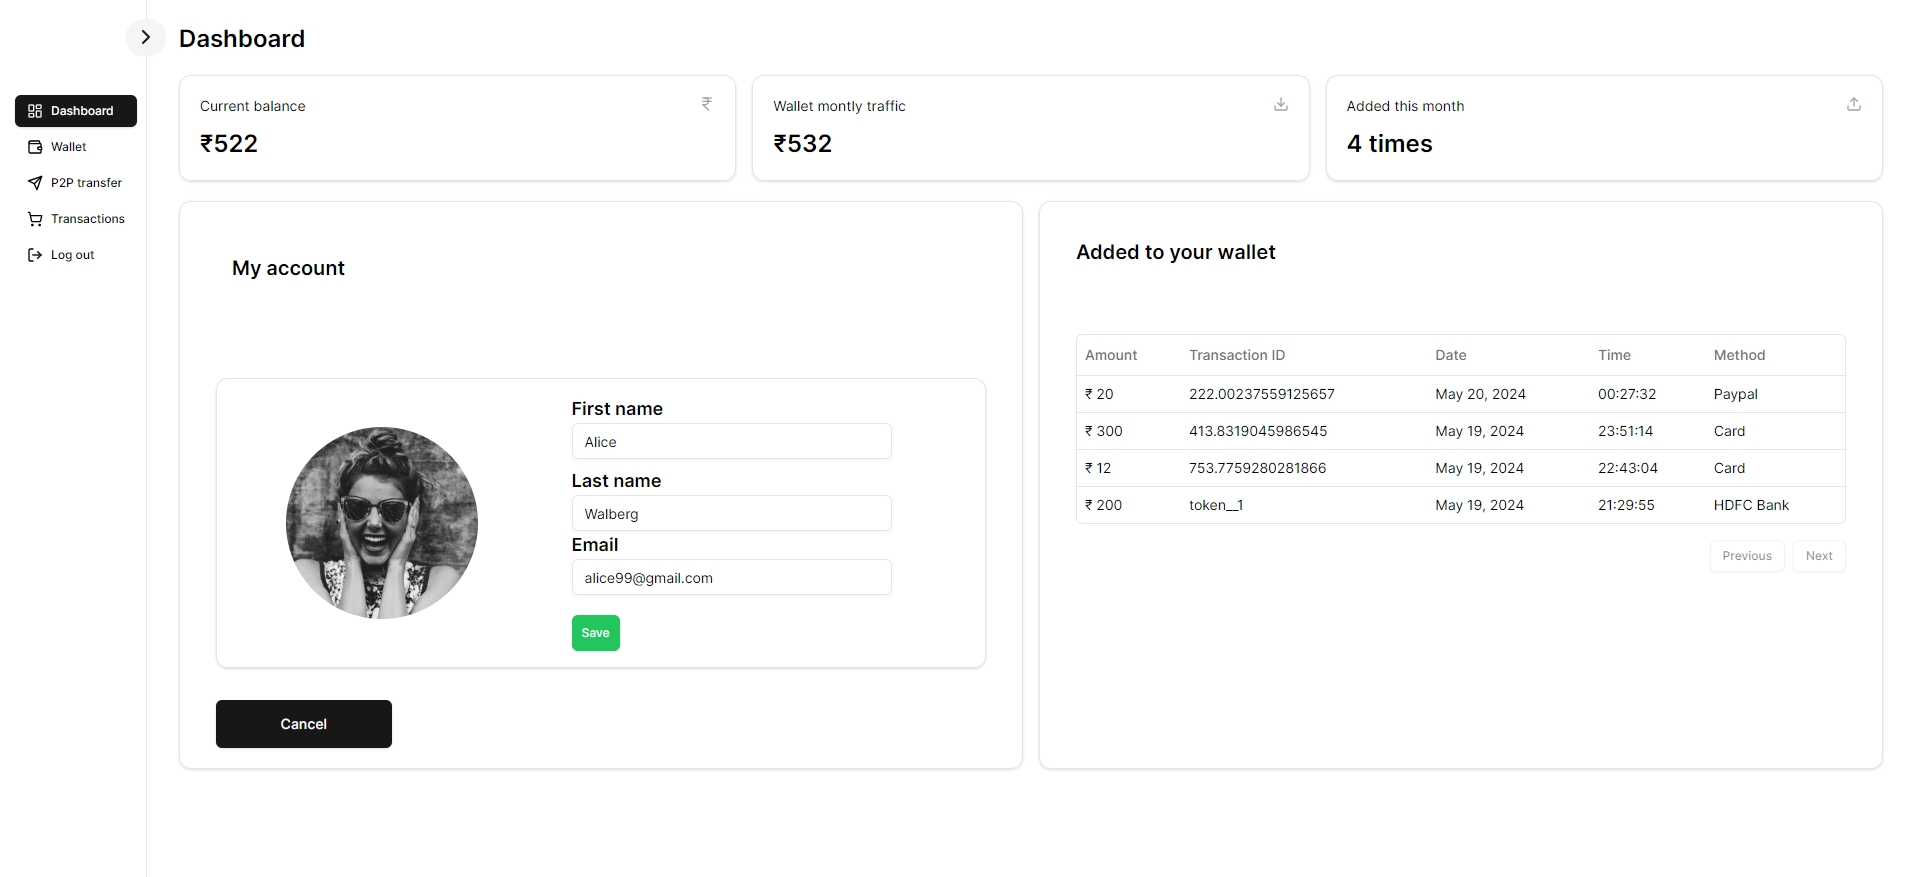 Dashboard
Dashboard
Wallet
P2P transfer
Transactions
Log out
Current balance
₹522
Wallet montly traffic
₹532
Added this month
4 times
My account
First name
Alice
Last name
Walberg
Email
alice99@gmail.com
Save
Cancel
Added to your wallet
Amount Transaction ID Date Time Method
₹ 20 222.00237559125657 May 20, 2024 00:27:32 Paypal
₹ 300 413.8319045986545 May 19, 2024 23:51:14 Card
₹ 12 753.7759280281866 May 19, 2024 22:43:04 Card
₹ 200 token__1 May 19, 2024 21:29:55 HDFC Bank
Previous Next